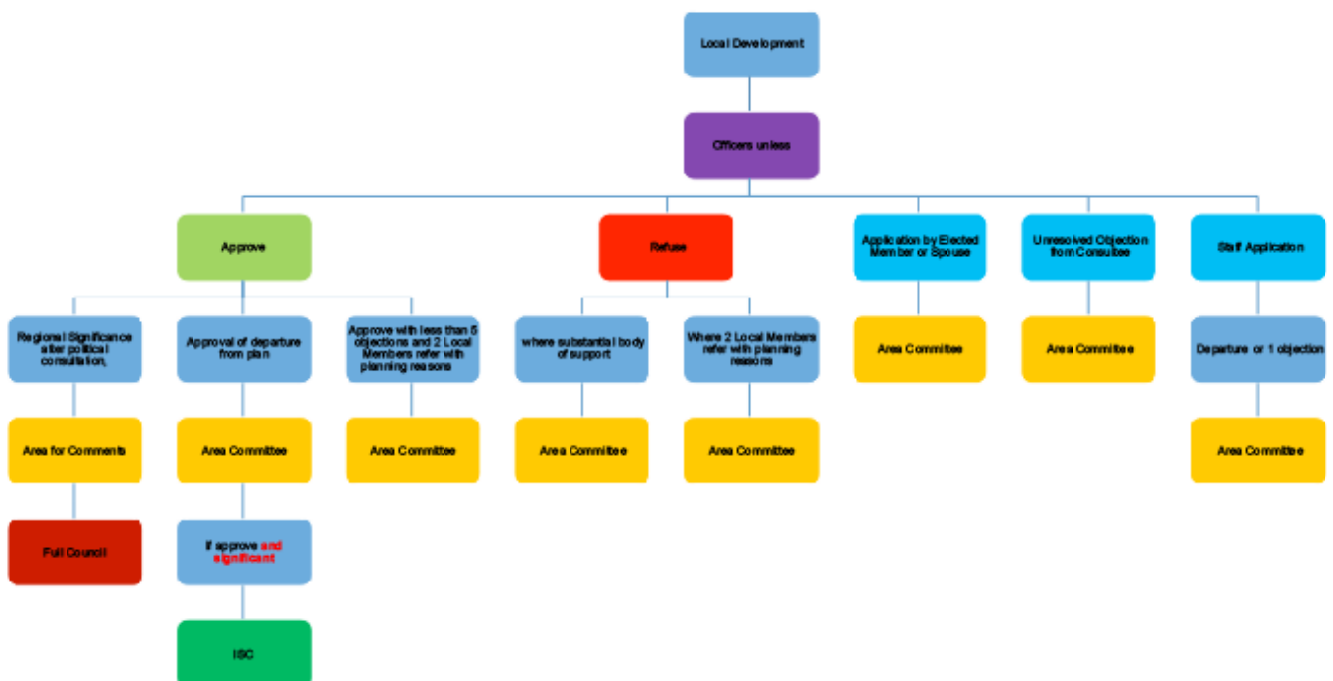 Local Development
Officers unless
Approve
Refuse
Application by Elected
Member or Spouse
Unresolved Objection
from Consultee
Staff Application
Regional Significance
after political
consultation,
Approval of departure
from plan
Approve with less than 5
objections and 2 Local
Members refer with
planning reasons
where substantial body
of support
Where 2 Local Members
refer with planning
reasons
Area Committee
Area Committee
Departure or 1 objection
Area for Comments
Area Committee
Area Committee
Area Committee
Area Committee
Area Committee
Full Council
If approve and
significant
ISC